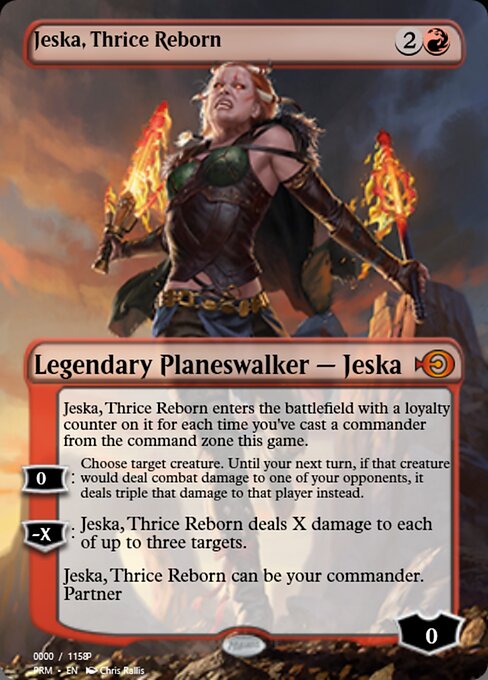 Jeska, Thrice Reborn 2
Legendary Planeswalker — Jeska
Jeska, Thrice Reborn enters the battlefield with a loyalty
counter on it for each time you've cast a commander
from the command zone this game.
0 : Choose target creature. Until your next turn, if that creature
would deal combat damage to one of your opponents, it
deals triple that damage to that player instead.
-X : Jeska, Thrice Reborn deals X damage to each
of up to three targets.
Jeska, Thrice Reborn can be your commander.
Partner
0
0000 / 1158P
PRM • EN Chris Rallis